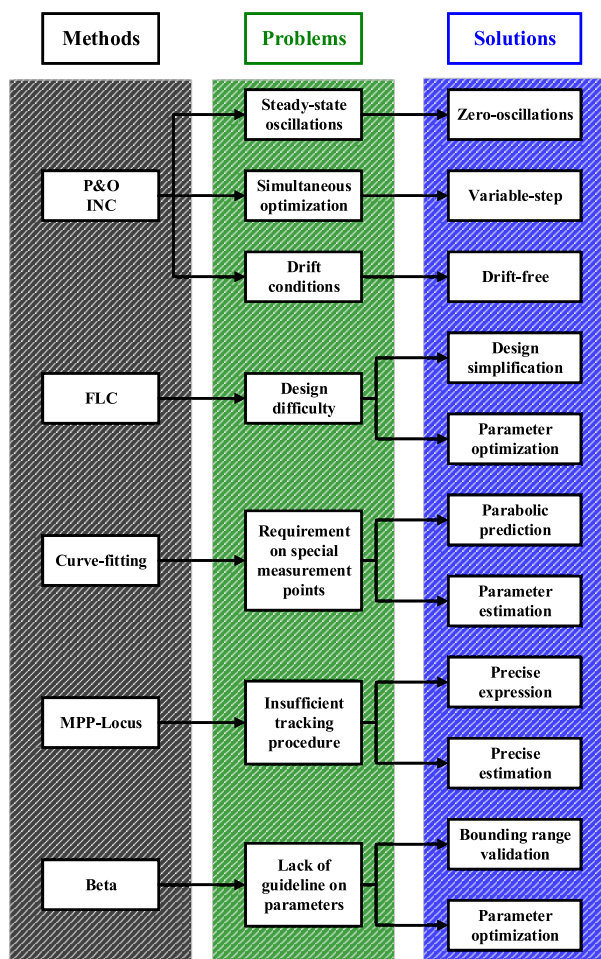 Methods
Problems
Solutions
P&O
INC
Steady-state
oscillations
Zero-oscillations
Simultaneous
optimization
Variable-step
Drift
conditions
Drift-free
FLC
Design
difficulty
Design
simplification
Parameter
optimization
Curve-fitting
Requirement
on special
measurement
points
Parabolic
prediction
Parameter
estimation
MPP-Locus
Insufficient
tracking
procedure
Precise
expression
Precise
estimation
Beta
Lack of
guideline on
parameters
Bounding range
validation
Parameter
optimization